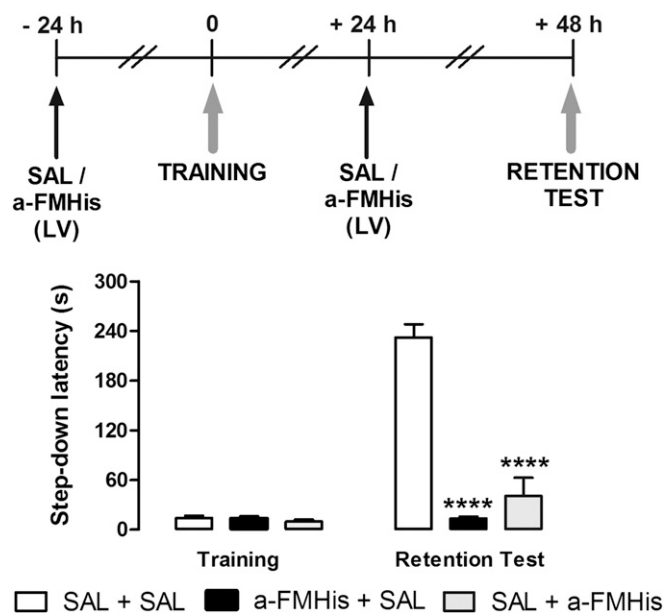 - 24 h 0 + 24 h + 48 h
SAL / TRAINING SAL / RETENTION
a-FMHis a-FMHis TEST
(LV) (LV)
Step-down latency (s)
300
240
180
120
60
0
****
****
Training Retention Test
SAL + SAL a-FMHis + SAL SAL + a-FMHis